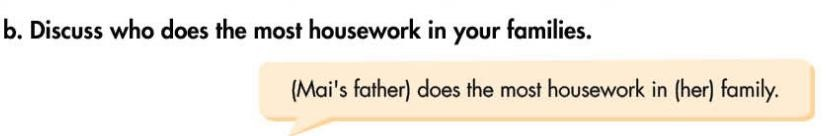 b. Discuss who does the most housework in your families.
(Mai's father) does the most housework in (her) family.